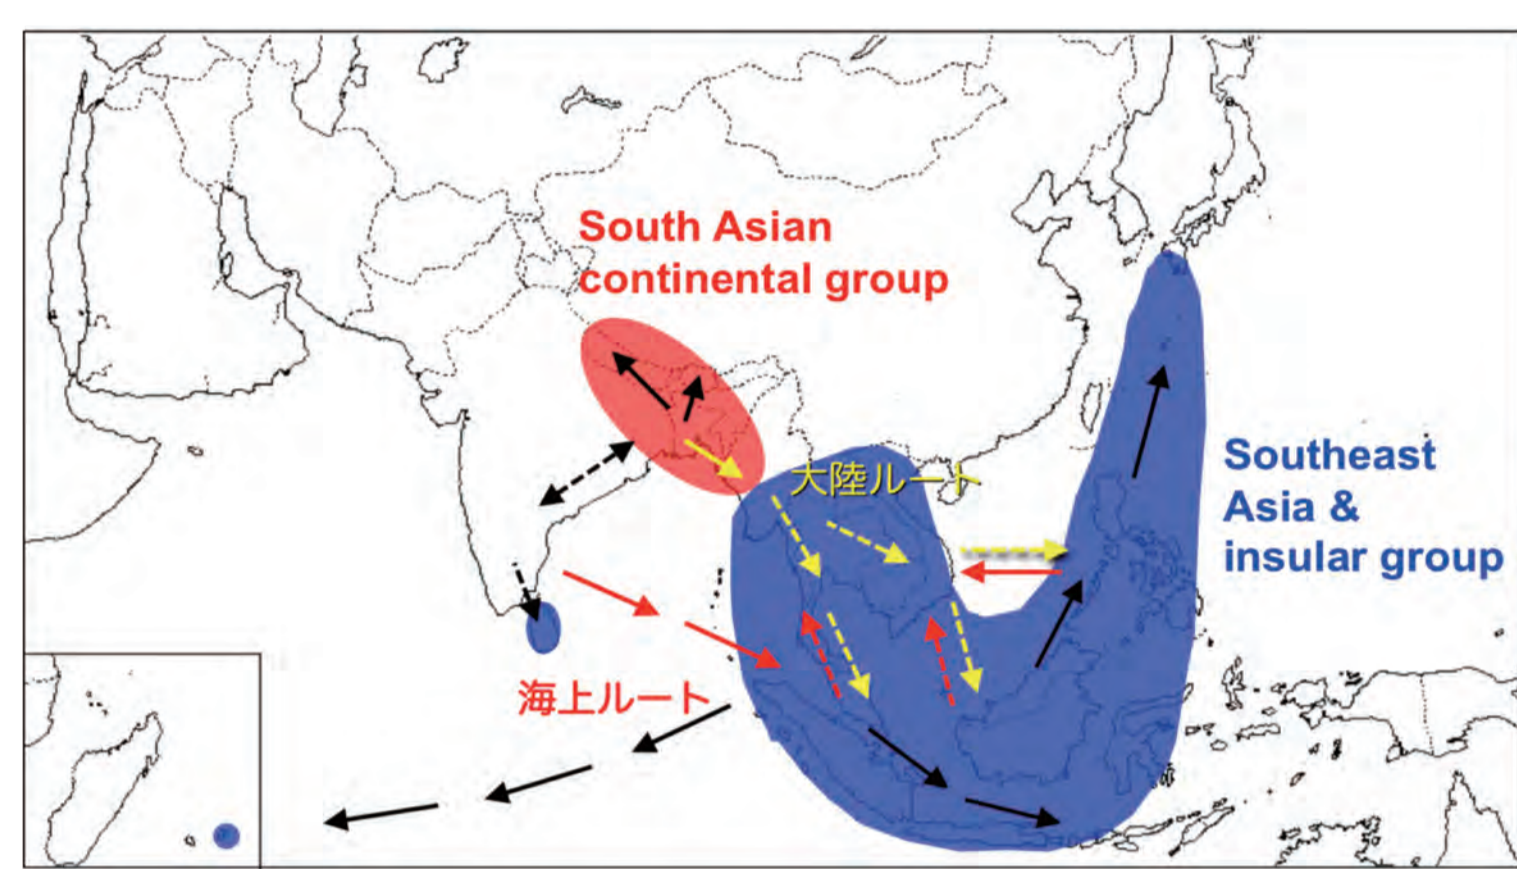 South Asian
continental group
大陸ルート
Southeast
Asia &
insular group
海上ルート